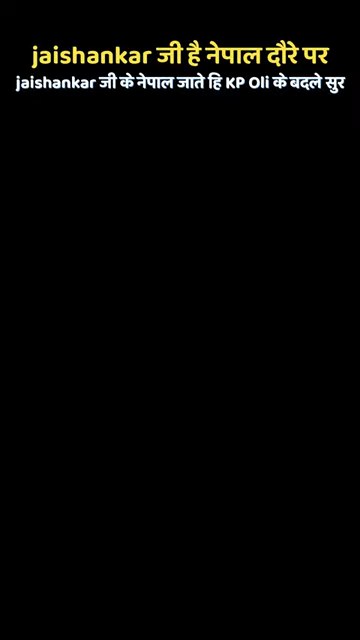 jaishankar जी है नेपाल दौरे पर
jaishankar जी के नेपाल जाते हि KP Oli के बदले सुर